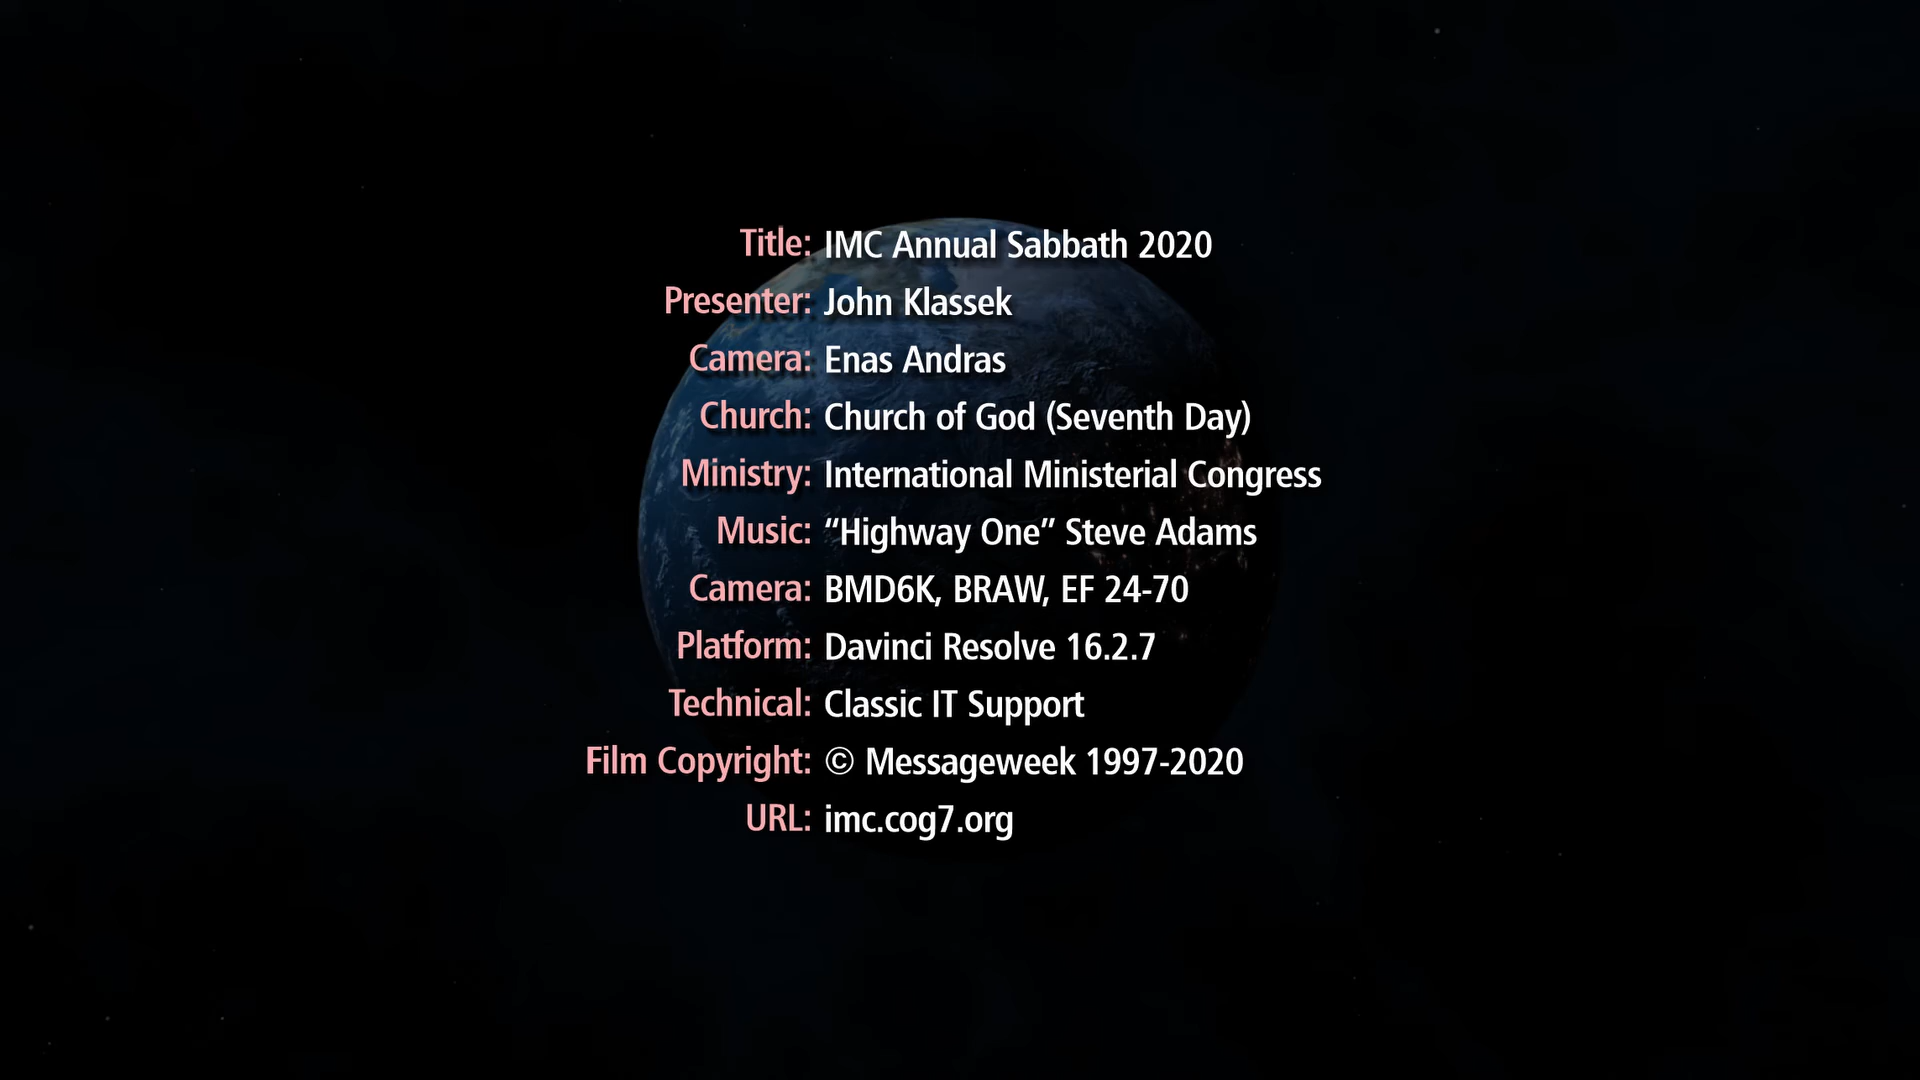 Title: IMC Annual Sabbath 2020
Presenter: John Klassek
Camera: Enas Andras
Church: Church of God (Seventh Day)
Ministry: International Ministerial Congress
Music: “Highway One” Steve Adams
Camera: BMD6K, BRAW, EF 24-70
Platform: Davinci Resolve 16.2.7
Technical: Classic IT Support
Film Copyright: © Messageweek 1997-2020
URL: imc.cog7.org